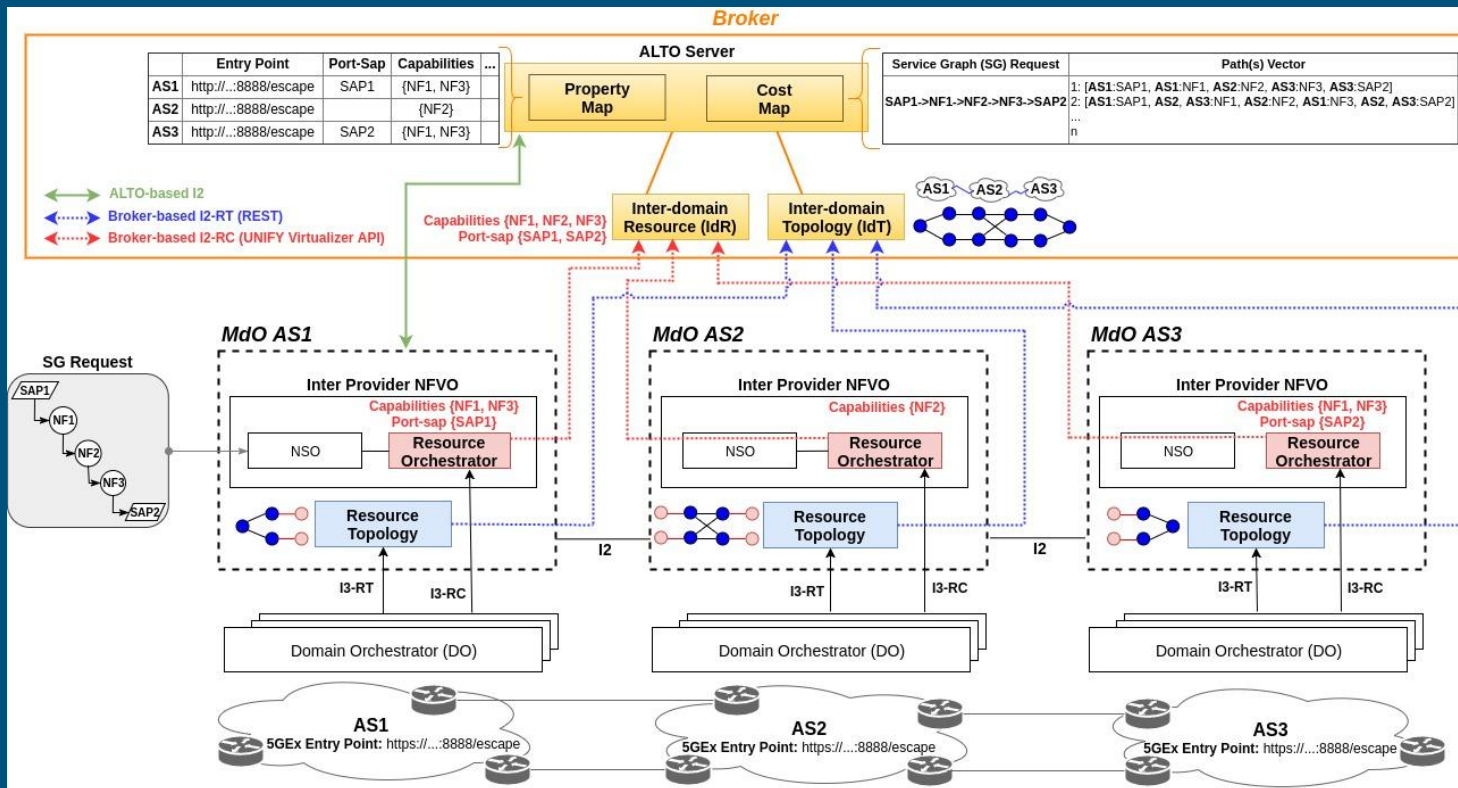 Broker
ALTO Server
Entry Point Port-Sap Capabilities ...
AS1 http://..:8888/escape SAP1 {NF1, NF3}
AS2 http://..:8888/escape {NF2}
AS3 http://..:8888/escape SAP2 {NF1, NF3}
Property
Map
Cost
Map
Service Graph (SG) Request Path(s) Vector
SAP1->NF1->NF2->NF3->SAP2
1: [AS1:SAP1, AS1:NF1, AS2:NF2, AS3:NF3, AS3:SAP2]
2: [AS1:SAP1, AS2, AS3:NF1, AS2:NF2, AS1:NF3, AS2, AS3:SAP2]
...
n
ALTO-based I2
Broker-based I2-RT (REST)
Broker-based I2-RC (UNIFY Virtualizer API)
Capabilities {NF1, NF2, NF3}
Port-sap {SAP1, SAP2}
Inter-domain
Resource (IdR)
Inter-domain
Topology (IdT)
AS1 AS2 AS3
SG Request
SAP1
NF1
NF2
NF3
SAP2
MdO AS1
Inter Provider NFVO
Capabilities {NF1, NF3}
Port-sap {SAP1}
NSO
Resource
Orchestrator
Resource
Topology
I3-RT
I3-RC
Domain Orchestrator (DO)
I2
MdO AS2
Inter Provider NFVO
Capabilities {NF2}
NSO
Resource
Orchestrator
Resource
Topology
I3-RT
I3-RC
Domain Orchestrator (DO)
I2
MdO AS3
Inter Provider NFVO
Capabilities {NF1, NF3}
Port-sap {SAP2}
NSO
Resource
Orchestrator
Resource
Topology
I3-RT
I3-RC
Domain Orchestrator (DO)
AS1
5GEx Entry Point: https://...:8888/escape
AS2
5GEx Entry Point: https://...:8888/escape
AS3
5GEx Entry Point: https://...:8888/escape